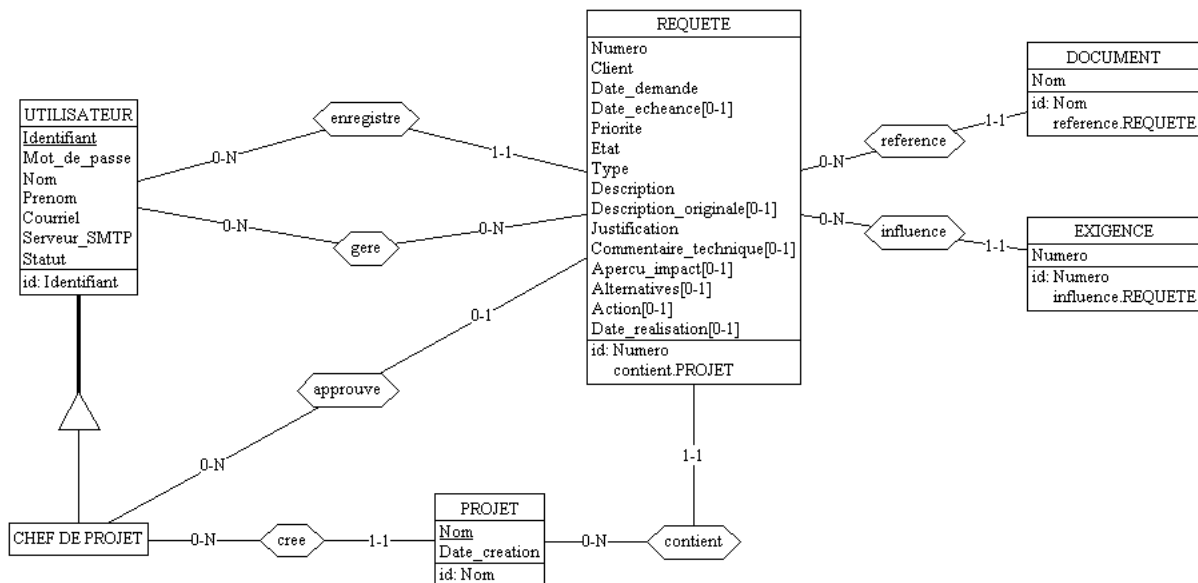 REQUETE
Numero
Client
Date_demande
Date_echeance[0-1]
Priorite
Etat
Type
Description
Description_originale[0-1]
Justification
Commentaire_technique[0-1]
Apercu_impact[0-1]
Alternatives[0-1]
Action[0-1]
Date_realisation[0-1]
id: Numero
contient.PROJET
UTILISATEUR
Identifiant
Mot_de_passe
Nom
Prenom
Courriel
Serveur_SMTP
Statut
id: Identifiant
0-N
enregistre
1-1
0-N
gere
0-N
0-1
approuve
0-N
DOCUMENT
Nom
id: Nom
reference.REQUETE
0-N
reference
1-1
0-N
influence
1-1
EXIGENCE
Numero
id: Numero
influence.REQUETE
1-1
CHEF DE PROJET
0-N
cree
1-1
PROJET
Nom
Date_creation
id: Nom
0-N
contient